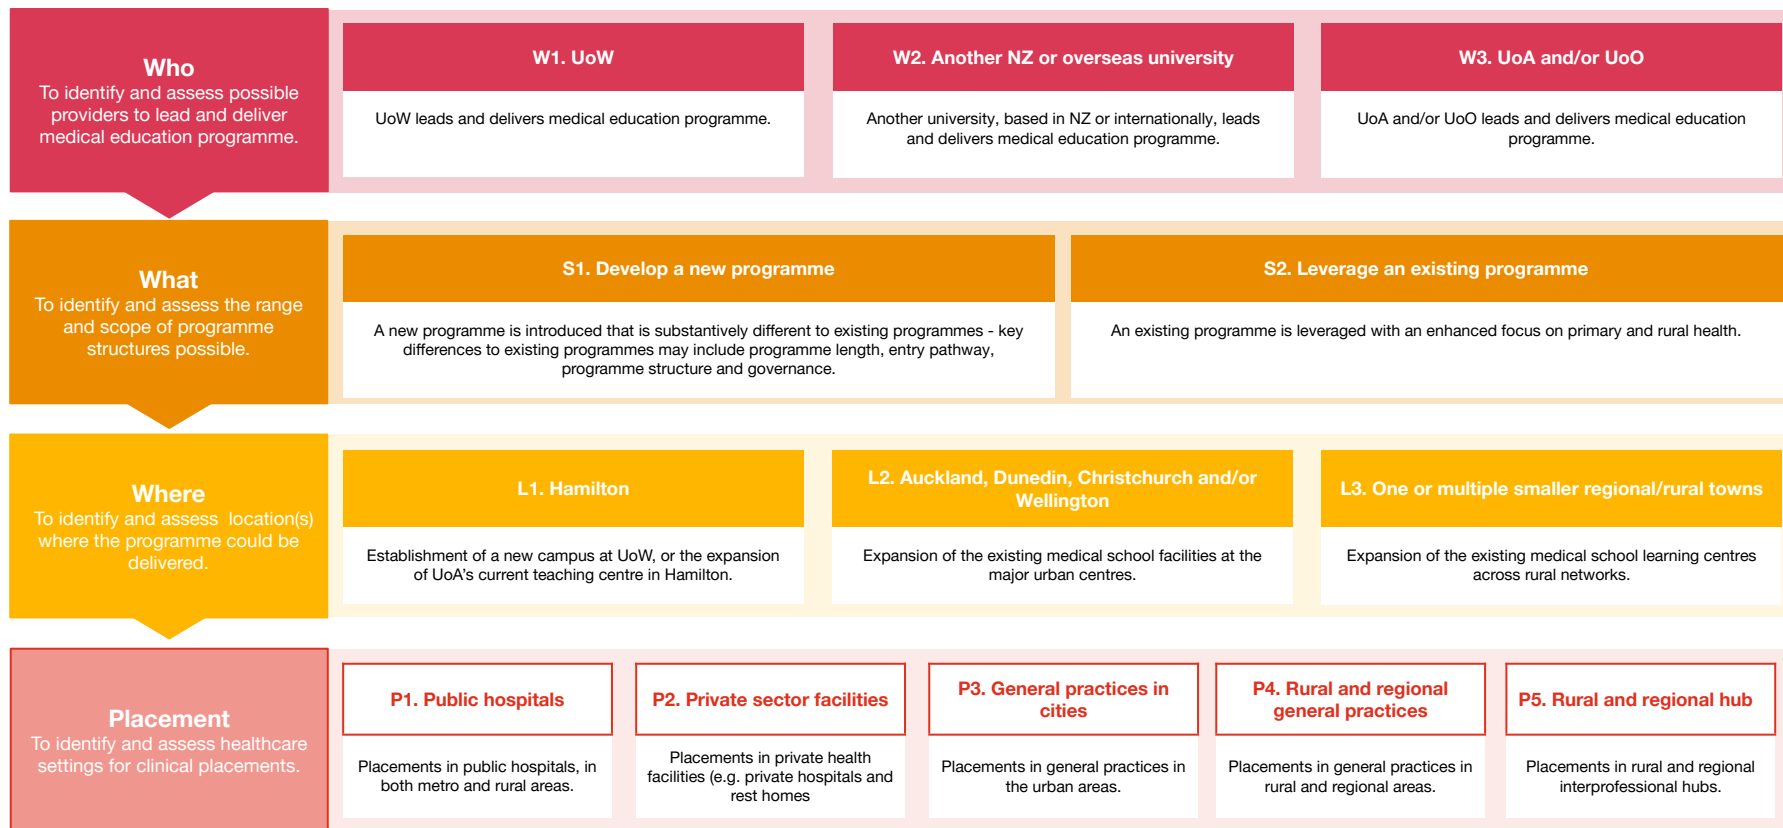 Who
To identify and assess possible
providers to lead and deliver
medical education programme.
W1. UoW
UoW leads and delivers medical education programme.
W2. Another NZ or overseas university
Another university, based in NZ or internationally, leads
and delivers medical education programme.
W3. UoA and/or UoO
UoA and/or UoO leads and delivers medical education
programme.
What
To identify and assess the range
and scope of programme
structures possible.
S1. Develop a new programme
A new programme is introduced that is substantively different to existing programmes - key
differences to existing programmes may include programme length, entry pathway,
programme structure and governance.
S2. Leverage an existing programme
An existing programme is leveraged with an enhanced focus on primary and rural health.
Where
To identify and assess  location(s)
where the programme could be
delivered.
L1. Hamilton
Establishment of a new campus at UoW, or the expansion
of UoA's current teaching centre in Hamilton.
L2. Auckland, Dunedin, Christchurch and/or
Wellington
Expansion of the existing medical school facilities at the
major urban centres.
L3. One or multiple smaller regional/rural towns
Expansion of the existing medical school learning centres
across rural networks.
Placement
To identify and assess healthcare
settings for clinical placements.
P1. Public hospitals
Placements in public hospitals, in
both metro and rural areas.
P2. Private sector facilities
Placements in private health
facilities (e.g. private hospitals and
rest homes
P3. General practices in
cities
Placements in general practices in
the urban areas.
P4. Rural and regional
general practices
Placements in general practices in
rural and regional areas.
P5. Rural and regional hub
Placements in rural and regional
interprofessional hubs.